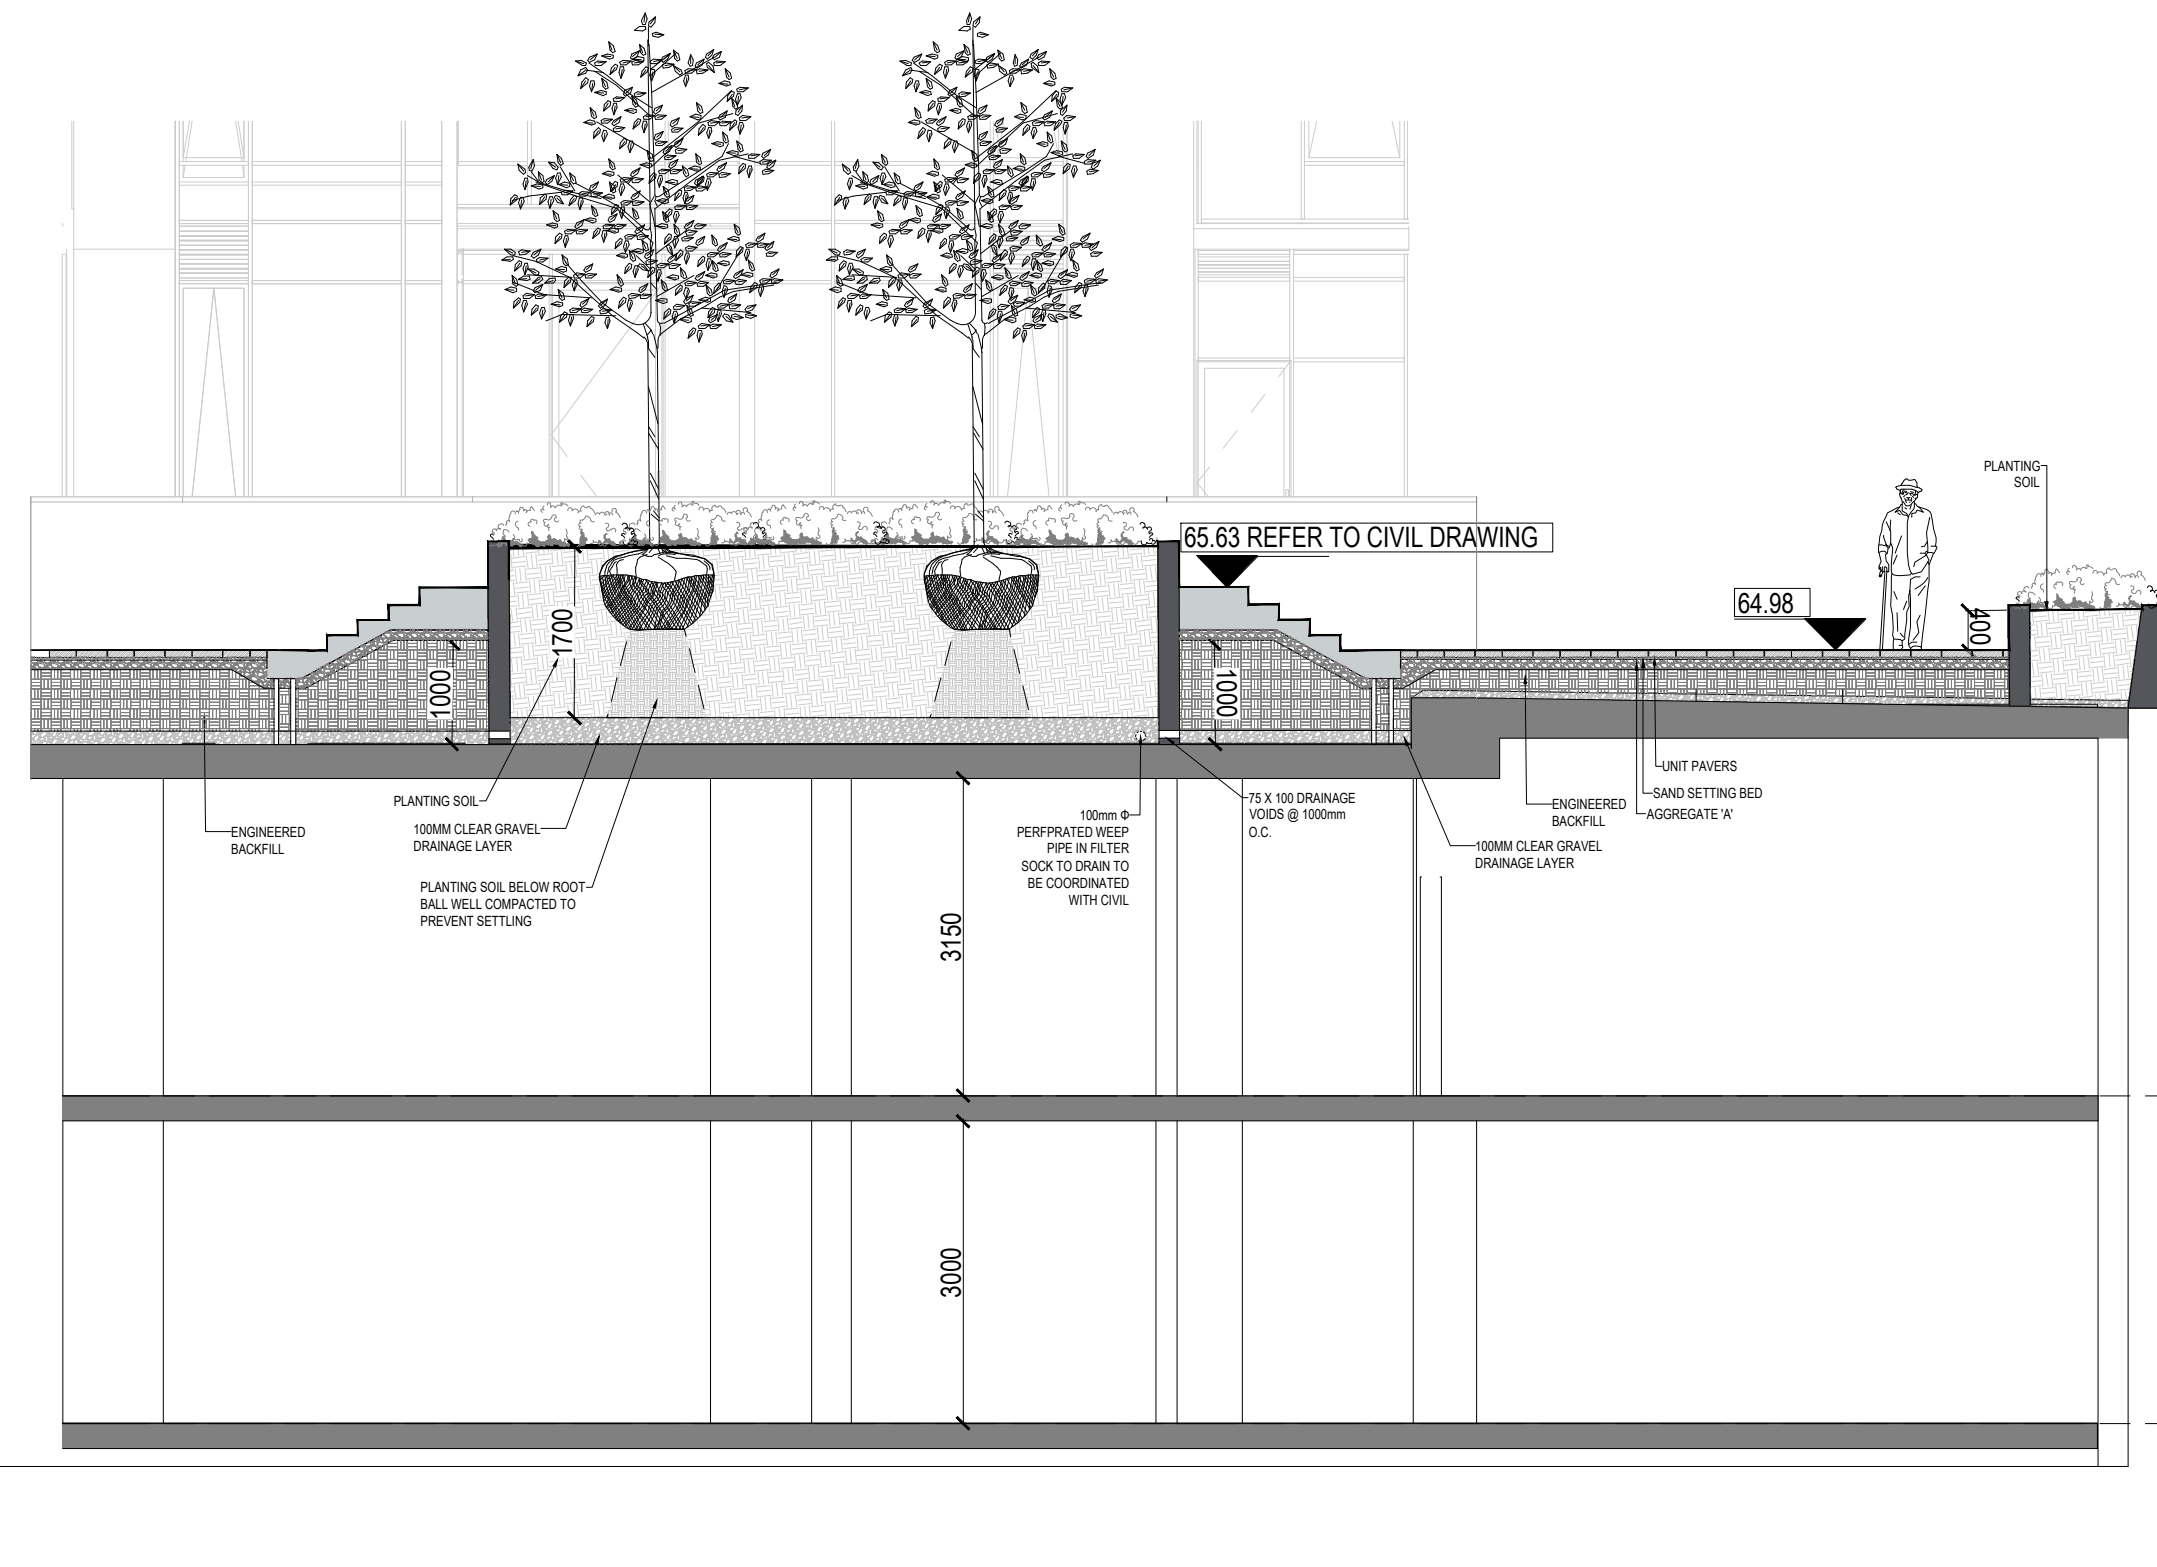 PLANTING
SOIL
65.63 REFER TO CIVIL DRAWING
64.98
400
1700
1000
1000
UNIT PAVERS
SAND SETTING BED
AGGREGATE 'A'
ENGINEERED
BACKFILL
PLANTING SOIL
100MM CLEAR GRAVEL
DRAINAGE LAYER
ENGINEERED
BACKFILL
PLANTING SOIL BELOW ROOT
BALL WELL COMPACTED TO
PREVENT SETTLING
100mm Φ
PERFPRATED WEEP
PIPE IN FILTER
SOCK TO DRAIN TO
BE COORDINATED
WITH CIVIL
75 X 100 DRAINAGE
VOIDS @ 1000mm
O.C.
100MM CLEAR GRAVEL
DRAINAGE LAYER
3150
3000